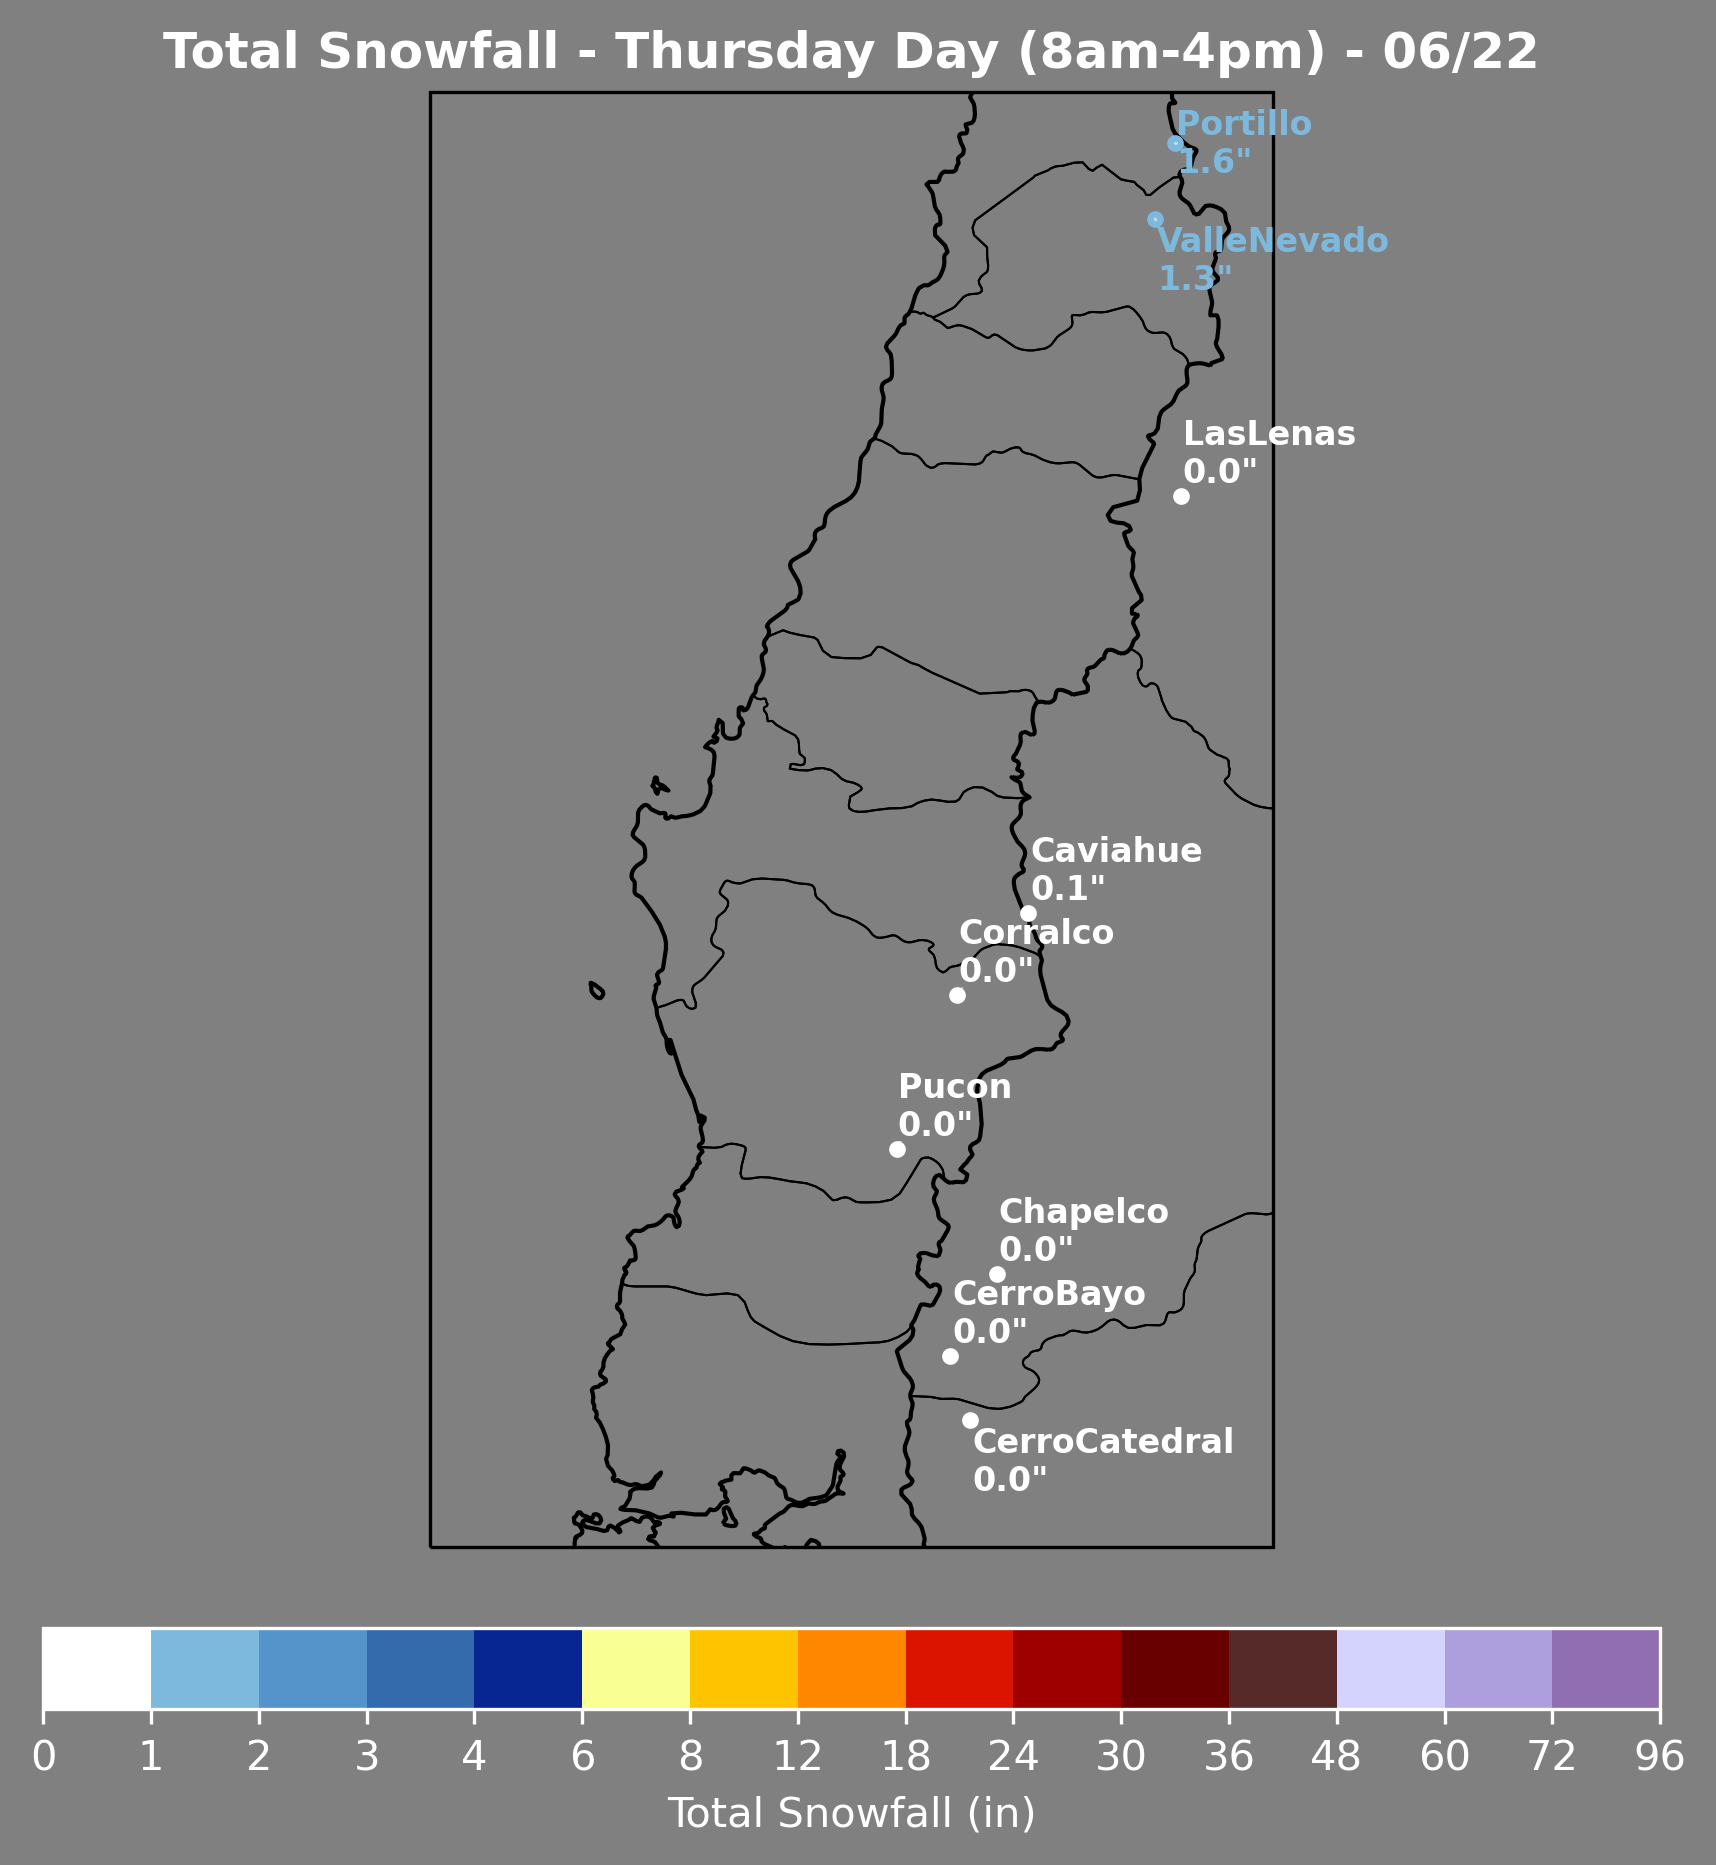 Total Snowfall - Thursday Day (8am-4pm) - 06/22
Portillo
1.6"
ValleNevado
1.3"
LasLenas
0.0"
Caviahue
0.1"
Corralco
0.0"
Pucon
0.0"
Chapelco
0.0"
CerroBayo
0.0"
CerroCatedral
0.0"
0 1 2 3 4 6 8 12 18 24 30 36 48 60 72 96
Total Snowfall (in)